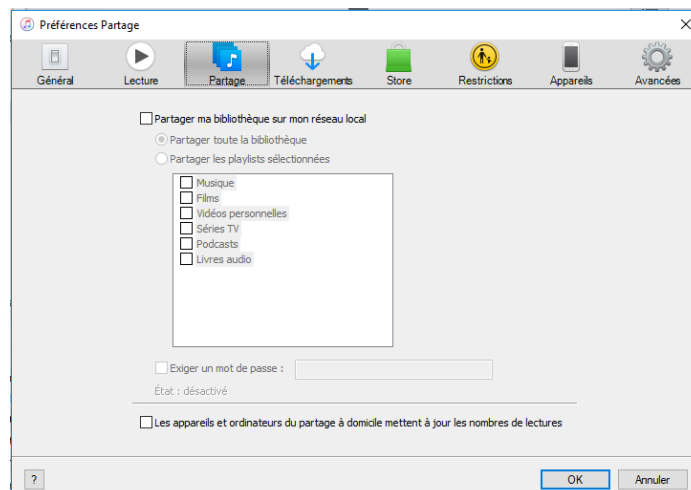 Préférences Partage
Général Lecture Partage Téléchargements Store Restrictions Appareils Avancées
Partager ma bibliothèque sur mon réseau local
Partager toute la bibliothèque
Partager les playlists sélectionnées
Musique
Films
Vidéos personnelles
Séries TV
Podcasts
Livres audio
Exiger un mot de passe :
État : désactivé
Les appareils et ordinateurs du partage à domicile mettent à jour les nombres de lectures
? OK Annuler